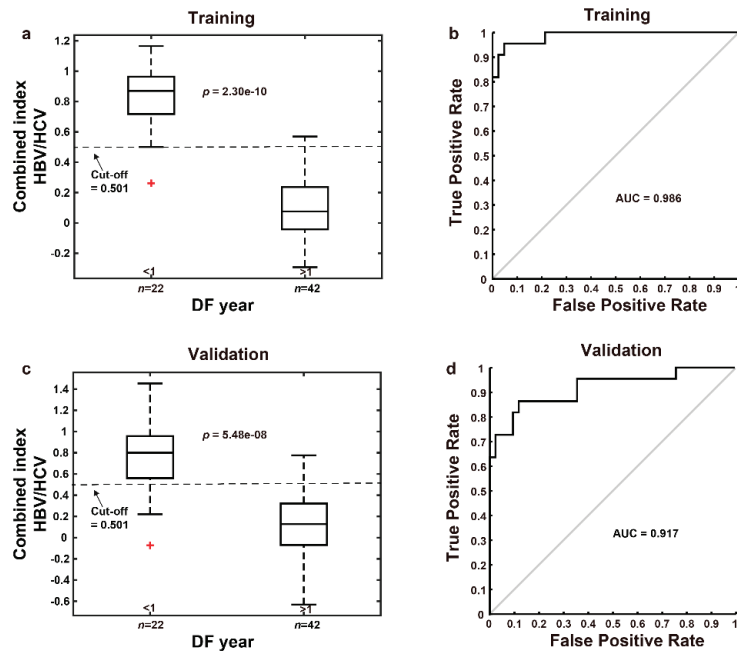 a
Training
Combined index
HBV/HCV
1.2
1
0.8
0.6
0.4
0.2
0
-0.2
p = 2.30e-10
Cut-off
= 0.501
<1
>1
n=22
n=42
DF year
b
Training
True Positive Rate
1
0.9
0.8
0.7
0.6
0.5
0.4
0.3
0.2
0.1
1
AUC = 0.986
0 0.1 0.2 0.3 0.4 0.5 0.6 0.7 0.8 0.9 1
False Positive Rate
c
Validation
Combined index
HBV/HCV
1.4
1.2
1
0.8
0.6
0.4
0.2
0
-0.2
-0.4
-0.6
p = 5.48e-08
Cut-off
= 0.501
<1
>1
n=22
n=42
DF year
d
Validation
True Positive Rate
1
0.9
0.8
0.7
0.6
0.5
0.4
0.3
0.2
0.1
1
AUC = 0.917
0 0.1 0.2 0.3 0.4 0.5 0.6 0.7 0.8 0.9 1
False Positive Rate